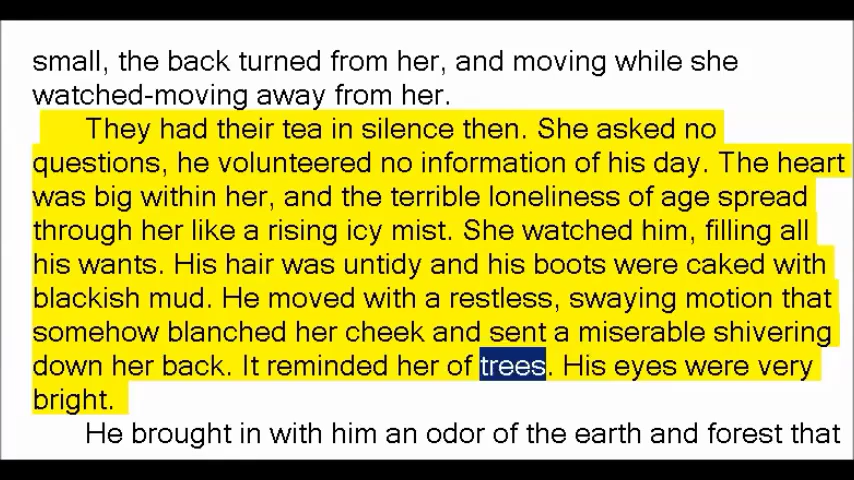 small, the back turned from her, and moving while she
watched-moving away from her.
They had their tea in silence then. She asked no
questions, he volunteered no information of his day. The heart
was big within her, and the terrible loneliness of age spread
through her like a rising icy mist. She watched him, filling all
his wants. His hair was untidy and his boots were caked with
blackish mud. He moved with a restless, swaying motion that
somehow blanched her cheek and sent a miserable shivering
down her back. It reminded her of trees. His eyes were very
bright.
He brought in with him an odor of the earth and forest that